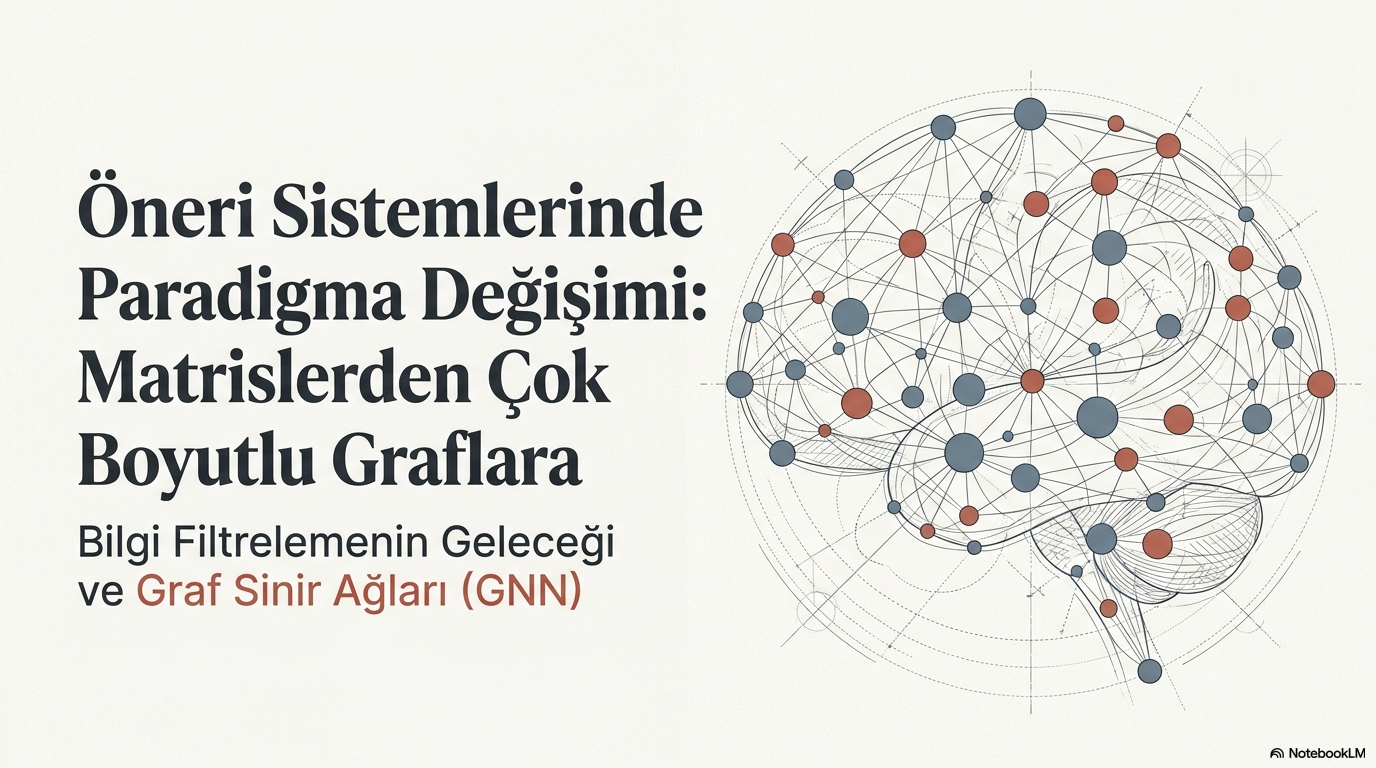 Öneri Sistemlerinde
Paradigma Değişimi:
Matrislerden Çok
Boyutlu Graflara
Bilgi Filtrelemenin Geleceği
ve Graf Sinir Ağları (GNN)
NotebookLM